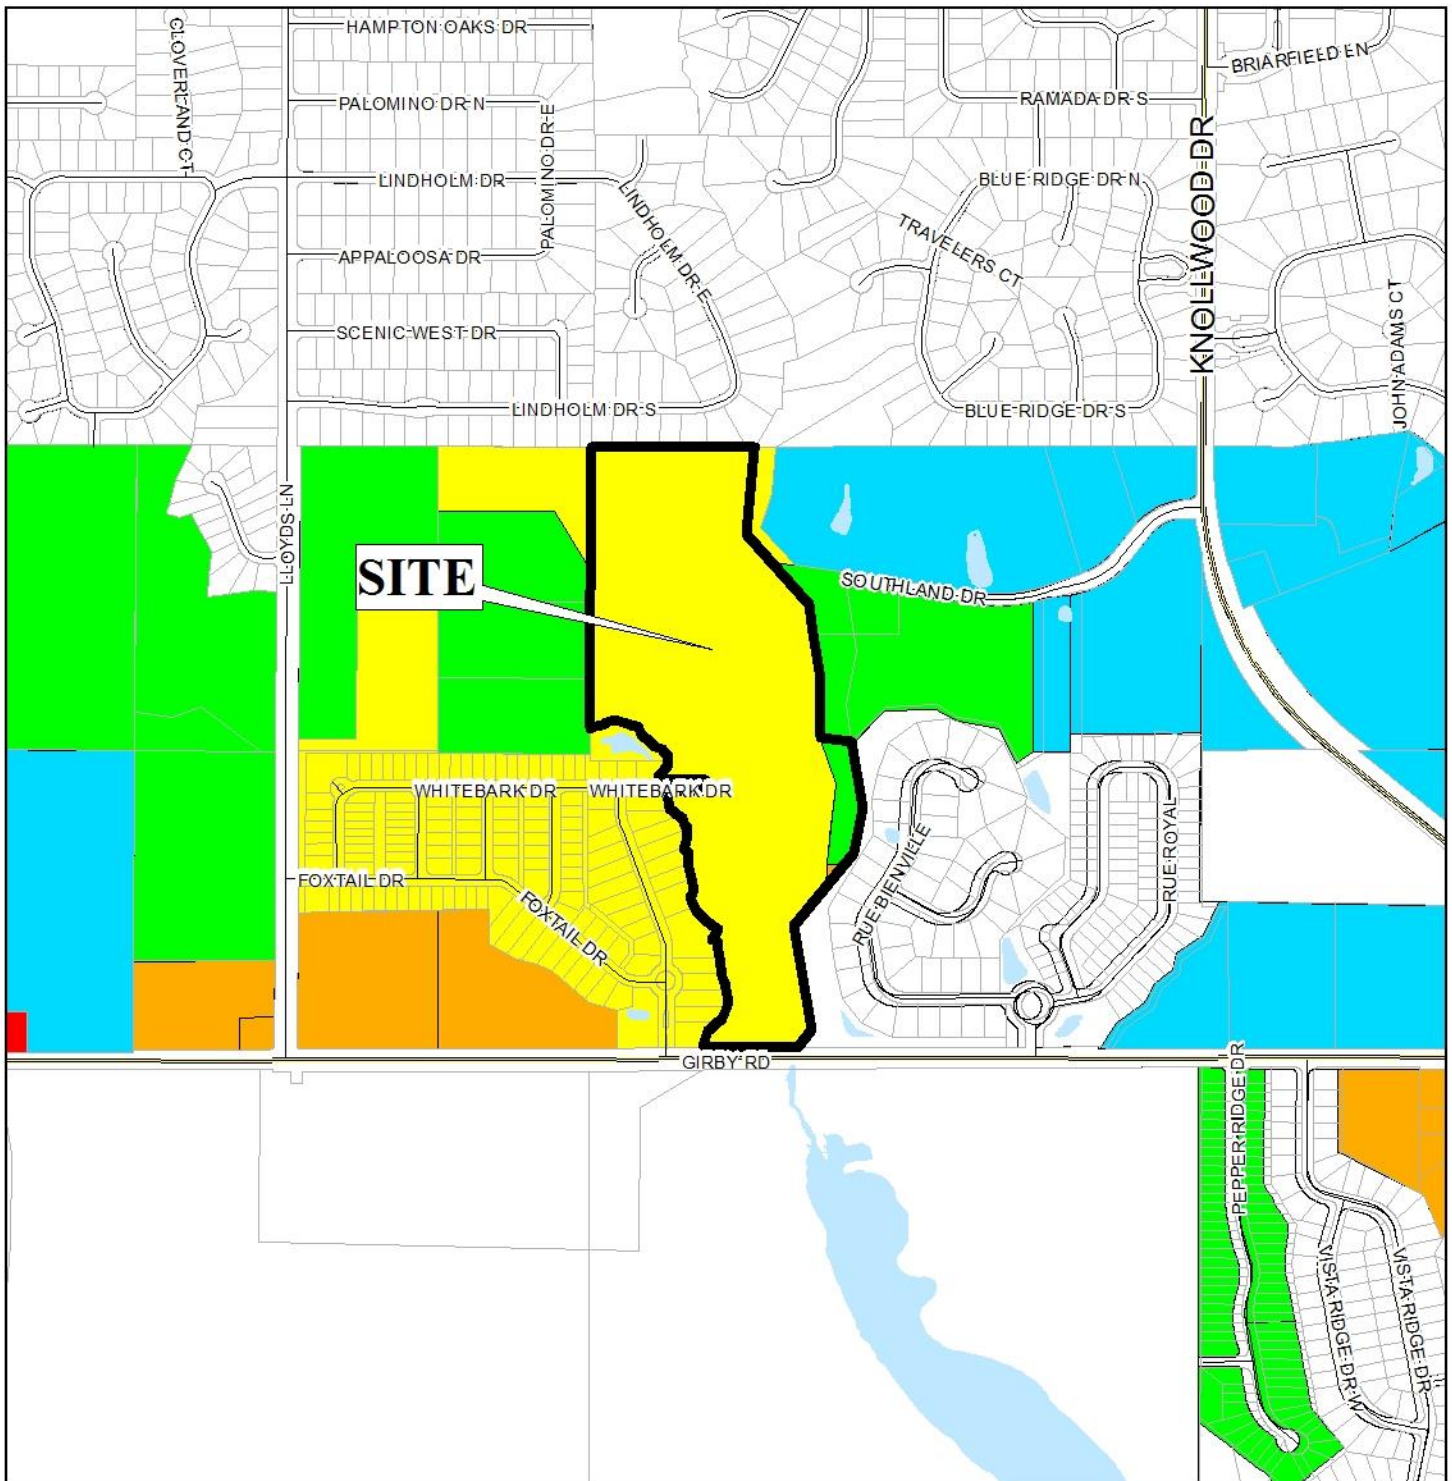 HAMPTON OAKS DR
CLOVERLAND CT
BRIARFIELD LN
PALOMINO DR N
RAMADA DR S
PALOMINO DR E
KNOLLWOOD DR
LINDHOLM DR
BLUE RIDGE DR N
LINDHOLM DR E
TRAVELERS CT
APPALOOSA DR
SCENIC WEST DR
JOHN ADAMS CT
LINDHOLM DR S
BLUE RIDGE DR S
LLOYDS LN
SITE
SOUTHLAND DR
WHITEBARK DR
WHITEBARK DR
RUE BIENVILLE
RUE ROYAL
FOXTAIL DR
FOXTAIL DR
GIRBY RD
PEPPER RIDGE DR
VISTA RIDGE DR W
VISTA RIDGE DR